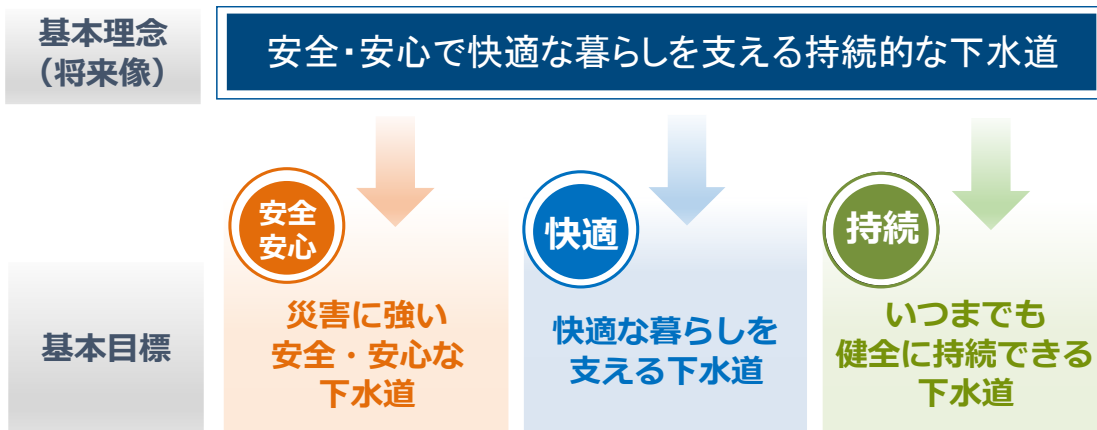 基本理念
（将来像）
安全・安心で快適な暮らしを支える持続的な下水道
安全
安心
災害に強い
安全・安心な
下水道
快適
快適な暮らしを
支える下水道
持続
いつまでも
健全に持続できる
下水道
基本目標